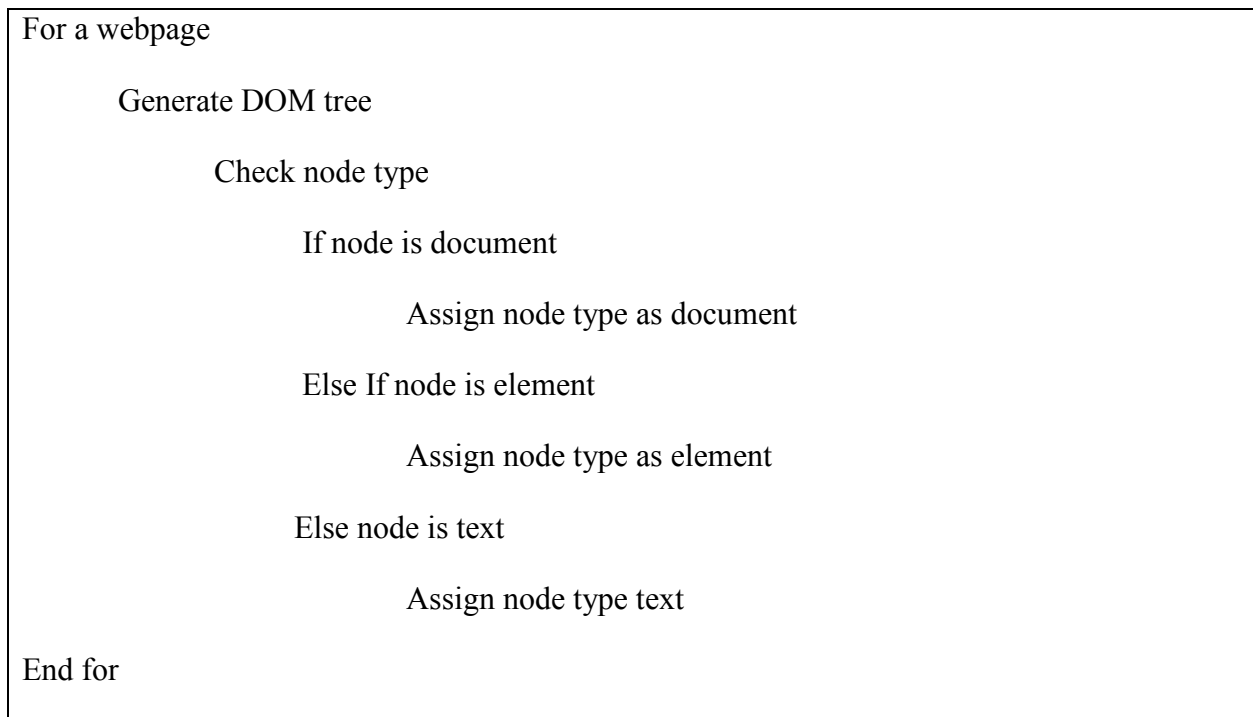 For a webpage
Generate DOM tree
Check node type
If node is document
Assign node type as document
Else If node is element
Assign node type as element
Else node is text
Assign node type text
End for